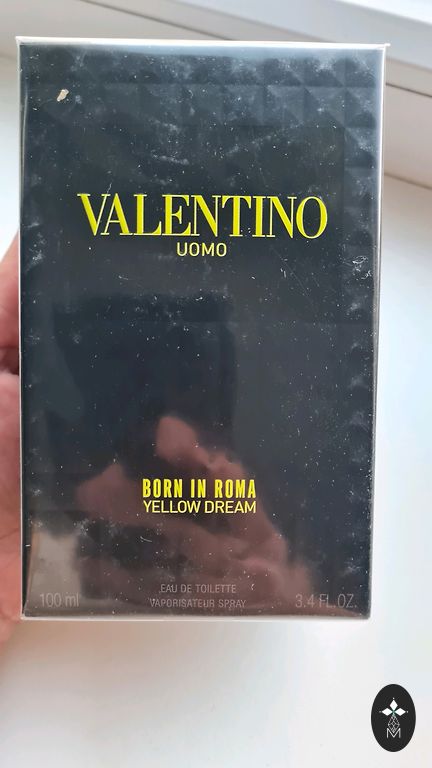 VALENTINO
UOMO
BORN IN ROMA
YELLOW DREAM
EAU DE TOILETTE
100 ml VAPORISATEUR SPRAY 3.4 FL.OZ.
M